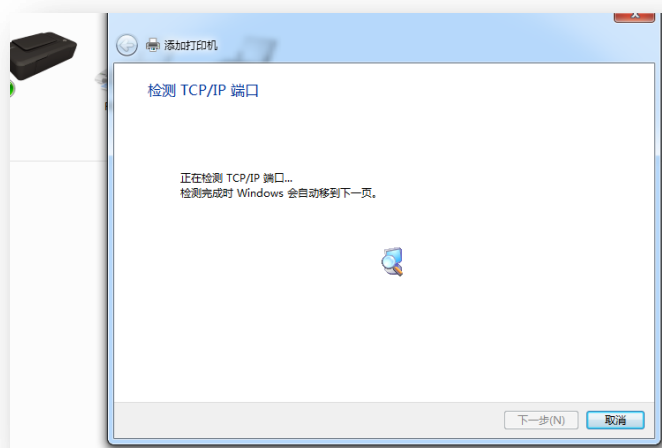 添加打印机
检测 TCP/IP 端口
正在检测 TCP/IP 端口...
检测完成时 Windows 会自动移到下一页。
下一步(N)
取消